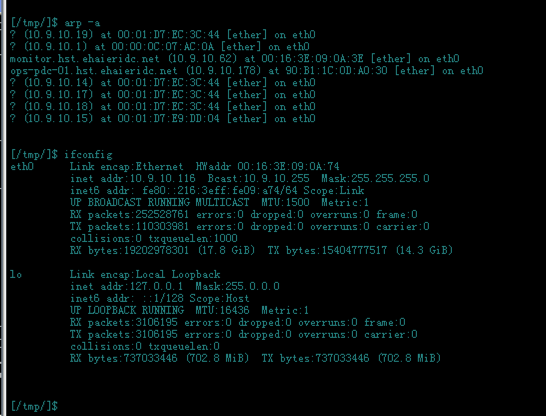 [/tmp/]$ arp -a
? (10.9.10.19) at 00:01:D7:EC:3C:44 [ether] on eth0
? (10.9.10.1) at 00:00:0C:07:AC:0A [ether] on eth0
monitor.hst.ehaieridc.net (10.9.10.62) at 00:16:3E:09:0A:3E [ether] on eth0
ops-pdc-01.hst.ehaieridc.net (10.9.10.178) at 90:B1:1C:0D:A0:30 [ether] on eth0
? (10.9.10.14) at 00:01:D7:EC:3C:44 [ether] on eth0
? (10.9.10.17) at 00:01:D7:EC:3C:44 [ether] on eth0
? (10.9.10.18) at 00:01:D7:EC:3C:44 [ether] on eth0
? (10.9.10.15) at 00:01:D7:E9:DD:04 [ether] on eth0
[/tmp/]$ ifconfig
eth0 Link encap:Ethernet HWaddr 00:16:3E:09:0A:74
inet addr:10.9.10.116 Bcast:10.9.10.255 Mask:255.255.255.0
inet6 addr: fe80::216:3eff:fe09:a74/64 Scope:Link
UP BROADCAST RUNNING MULTICAST MTU:1500 Metric:1
RX packets:252528761 errors:0 dropped:0 overruns:0 frame:0
TX packets:110303981 errors:0 dropped:0 overruns:0 carrier:0
collisions:0 txqueuelen:1000
RX bytes:19202978301 (17.8 GiB) TX bytes:15404777517 (14.3 GiB)
lo Link encap:Local Loopback
inet addr:127.0.0.1 Mask:255.0.0.0
inet6 addr: ::1/128 Scope:Host
UP LOOPBACK RUNNING MTU:16436 Metric:1
RX packets:3106195 errors:0 dropped:0 overruns:0 frame:0
TX packets:3106195 errors:0 dropped:0 overruns:0 carrier:0
collisions:0 txqueuelen:0
RX bytes:737033446 (702.8 MiB) TX bytes:737033446 (702.8 MiB)
[/tmp/]$